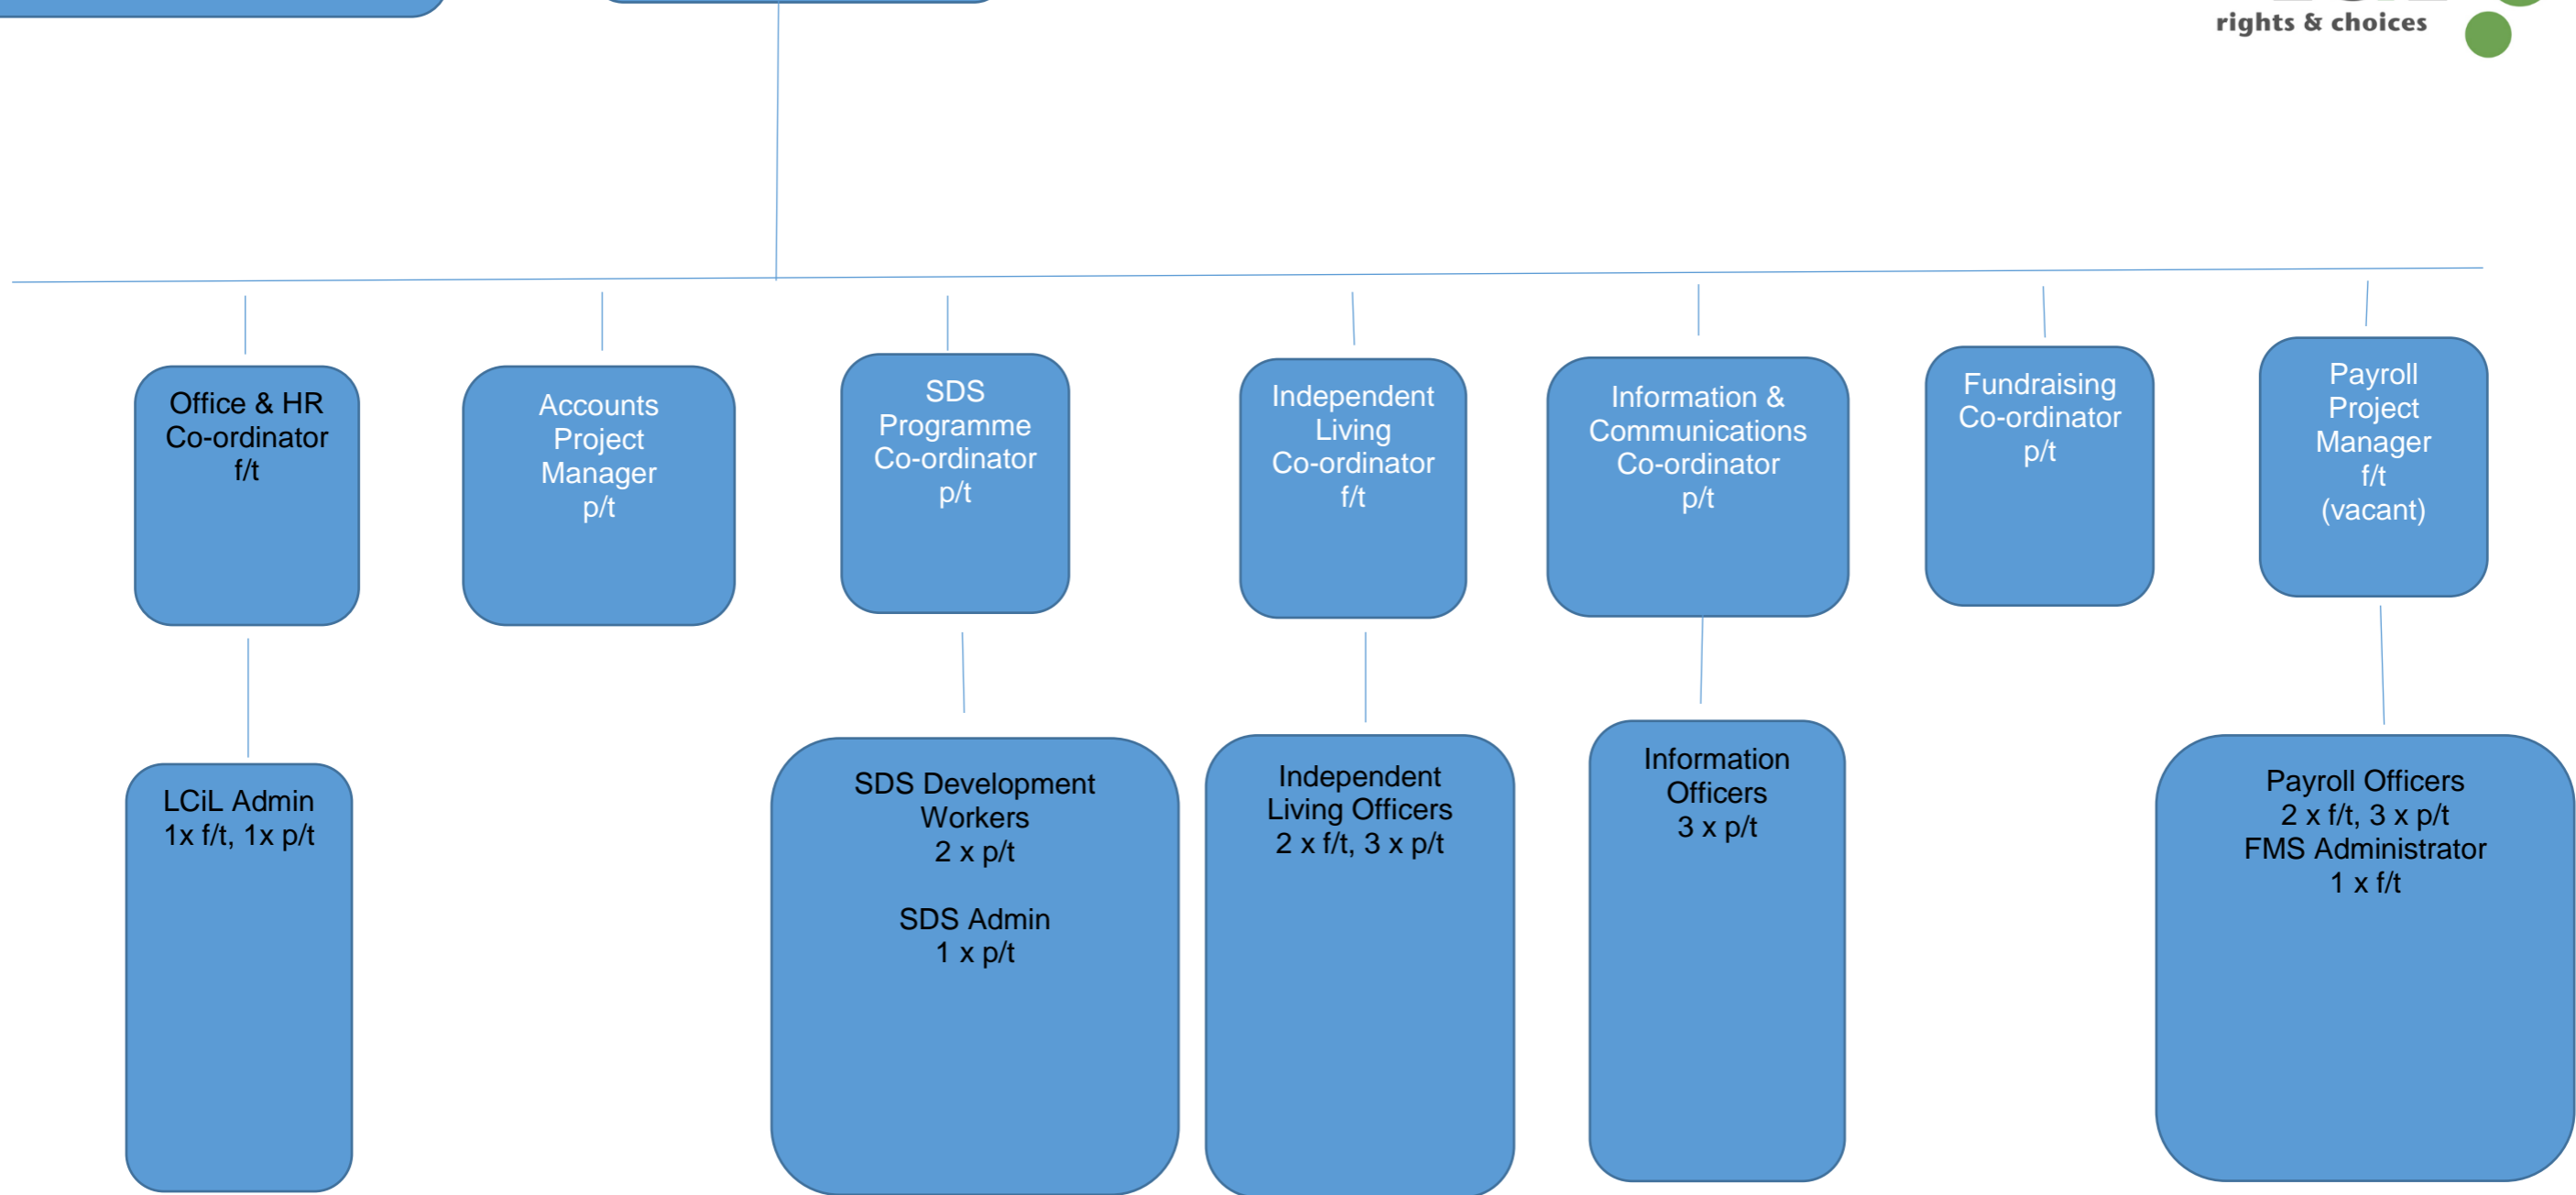 rights & choices
Office & HR
Co-ordinator
f/t
Accounts
Project
Manager
p/t
SDS
Programme
Co-ordinator
p/t
Independent
Living
Co-ordinator
f/t
Information &
Communications
Co-ordinator
p/t
Fundraising
Co-ordinator
p/t
Payroll
Project
Manager
f/t
(vacant)
LCiL Admin
1x f/t, 1x p/t
SDS Development
Workers
2 x p/t
SDS Admin
1 x p/t
Independent
Living Officers
2 x f/t, 3 x p/t
Information
Officers
3 x p/t
Payroll Officers
2 x f/t, 3 x p/t
FMS Administrator
1 x f/t